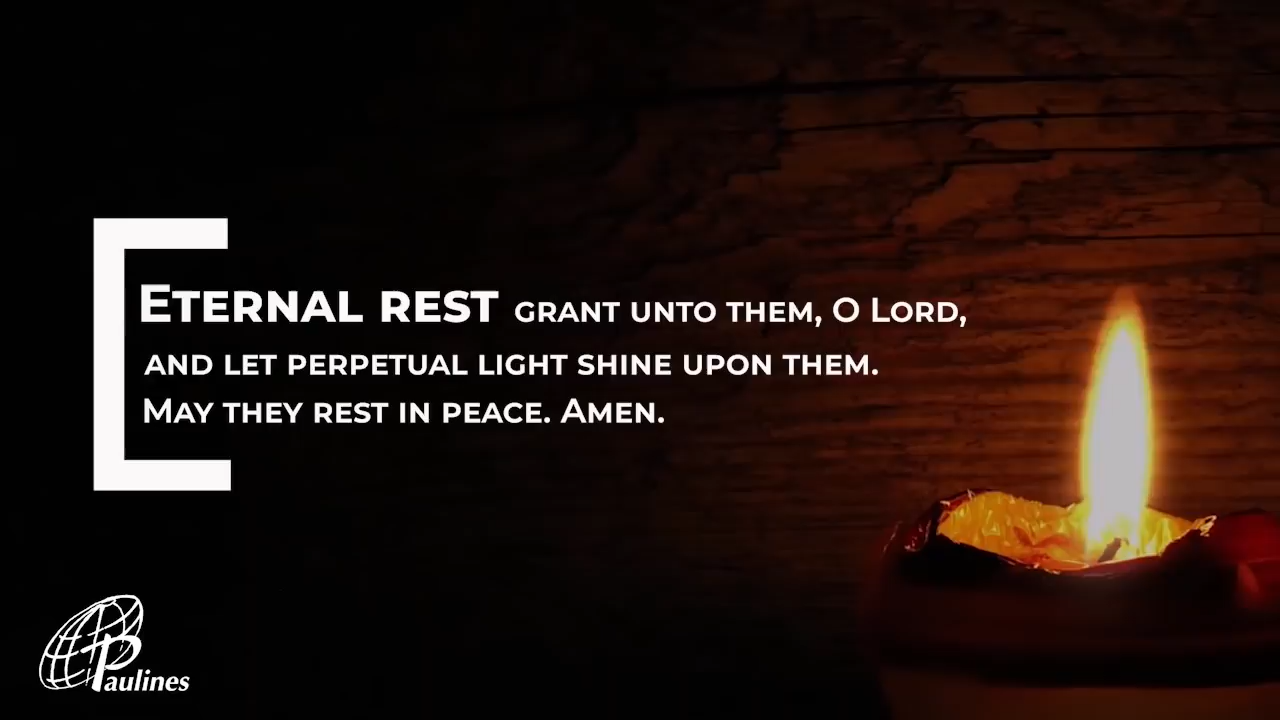 Eternal rest grant unto them, O Lord,
and let perpetual light shine upon them.
May they rest in peace. Amen.
Paulines